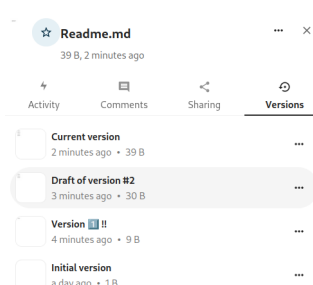 Readme.md
39 B, 2 minutes ago
Activity
Comments
Sharing
Versions
Current version
2 minutes ago • 39 B
Draft of version #2
3 minutes ago • 30 B
Version 1️⃣ !!
4 minutes ago • 9 B
Initial version
a day ago • 1 B